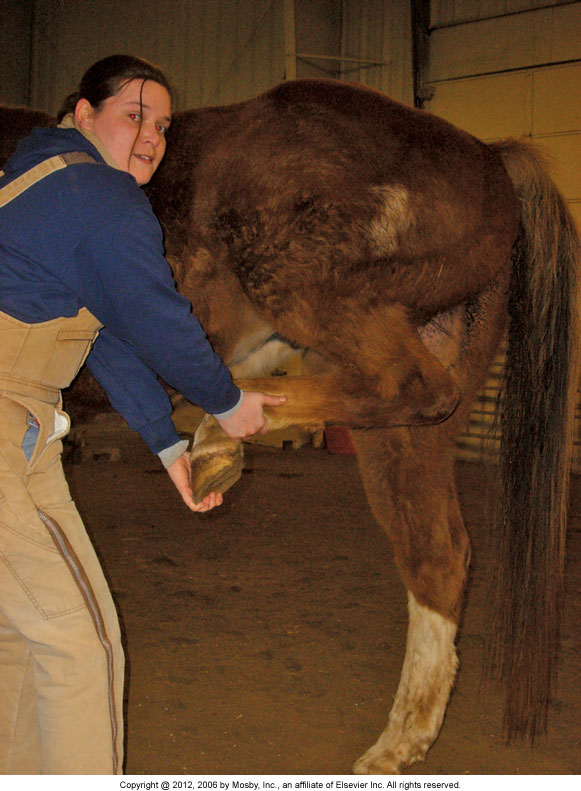 Copyright @ 2012, 2006 by Mosby, Inc., an affiliate of Elsevier Inc. All rights reserved.